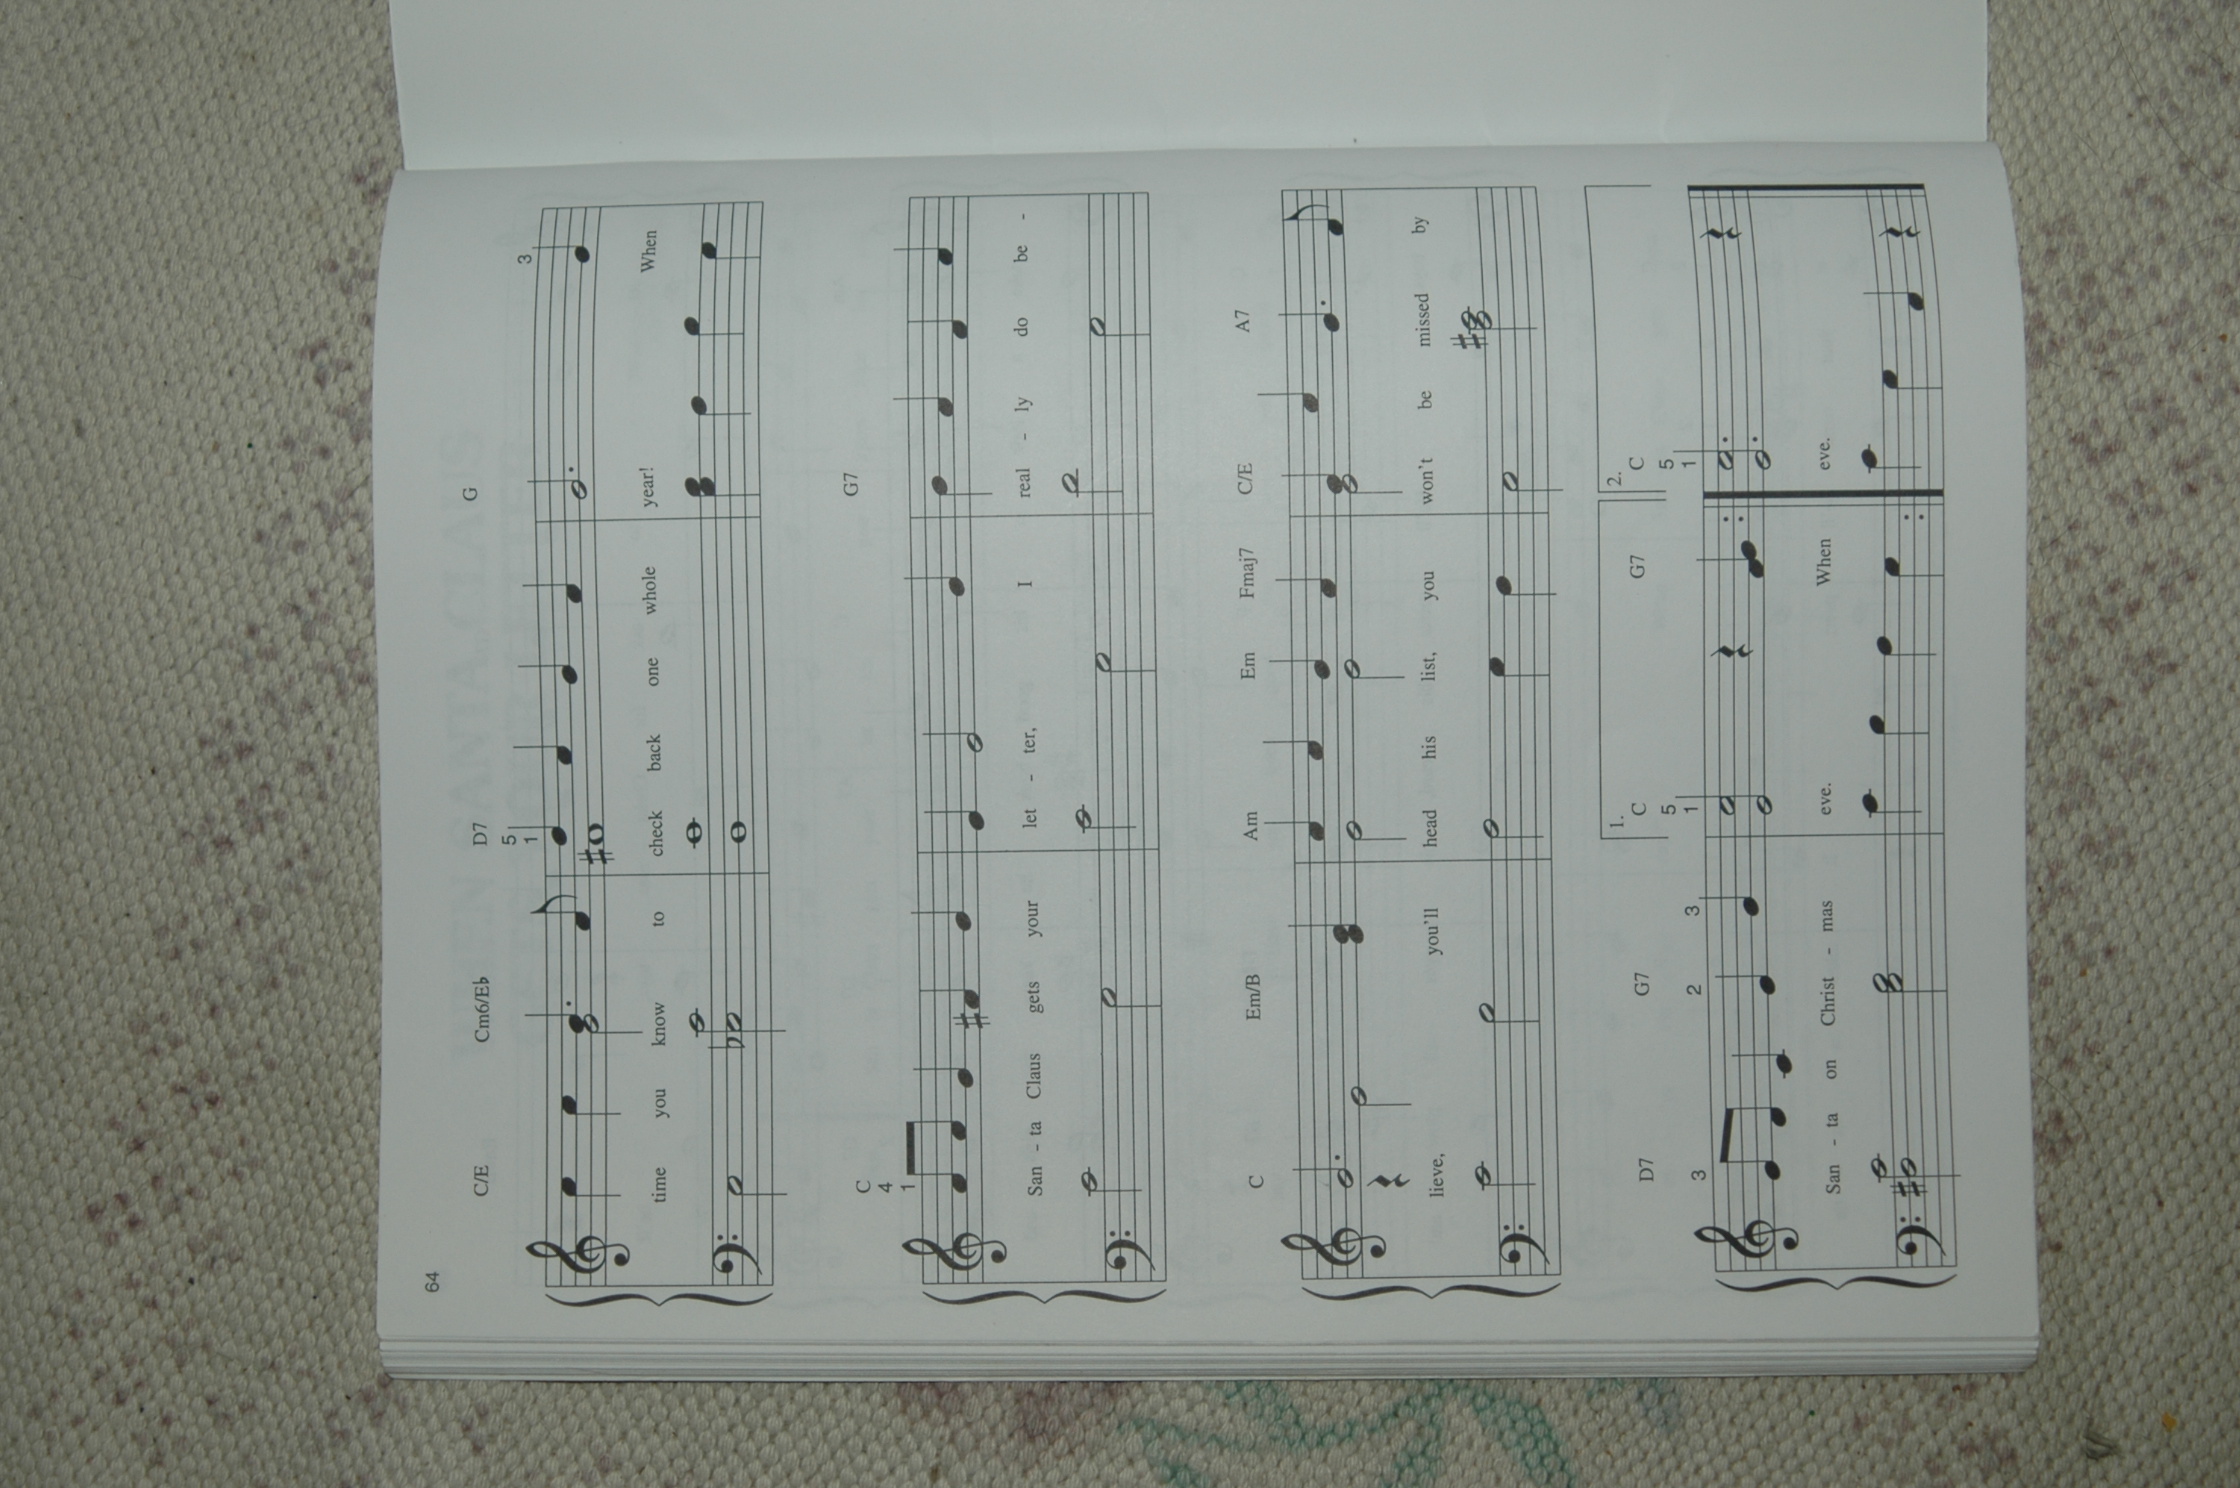 64
C/E Cm6/E♭ D7 G
5
1 3
time you know to check back one whole year! When
C G7
4
1
San - ta Claus gets your let - ter, I real - ly do be -
C Em/B Am Em Fmaj7 C/E A7
lieve, you'll head his list, you won't be missed by
1. 2.
D7 G7 C G7 C
3 2 3 5 5
1 1
San - ta on Christ - mas eve. When eve.